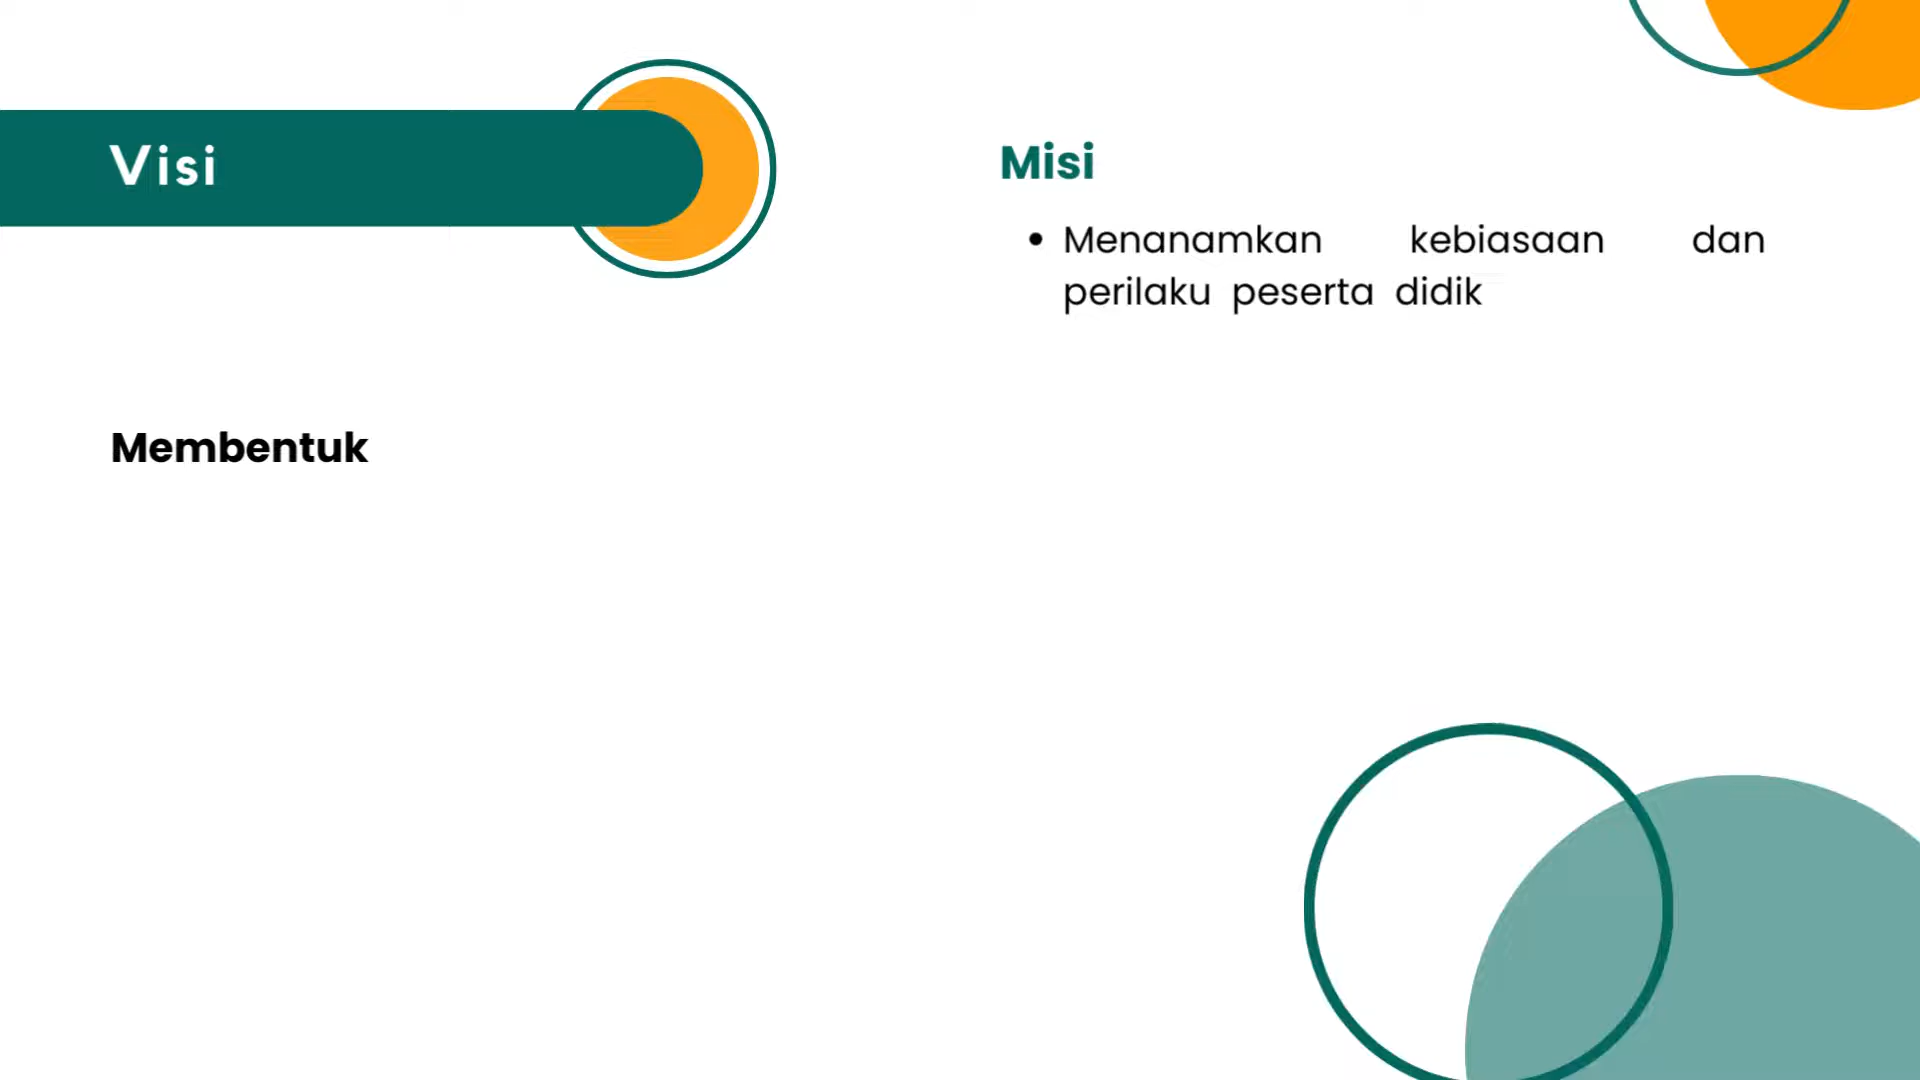 Visi
Membentuk
Misi
• Menanamkan kebiasaan dan
perilaku peserta didik